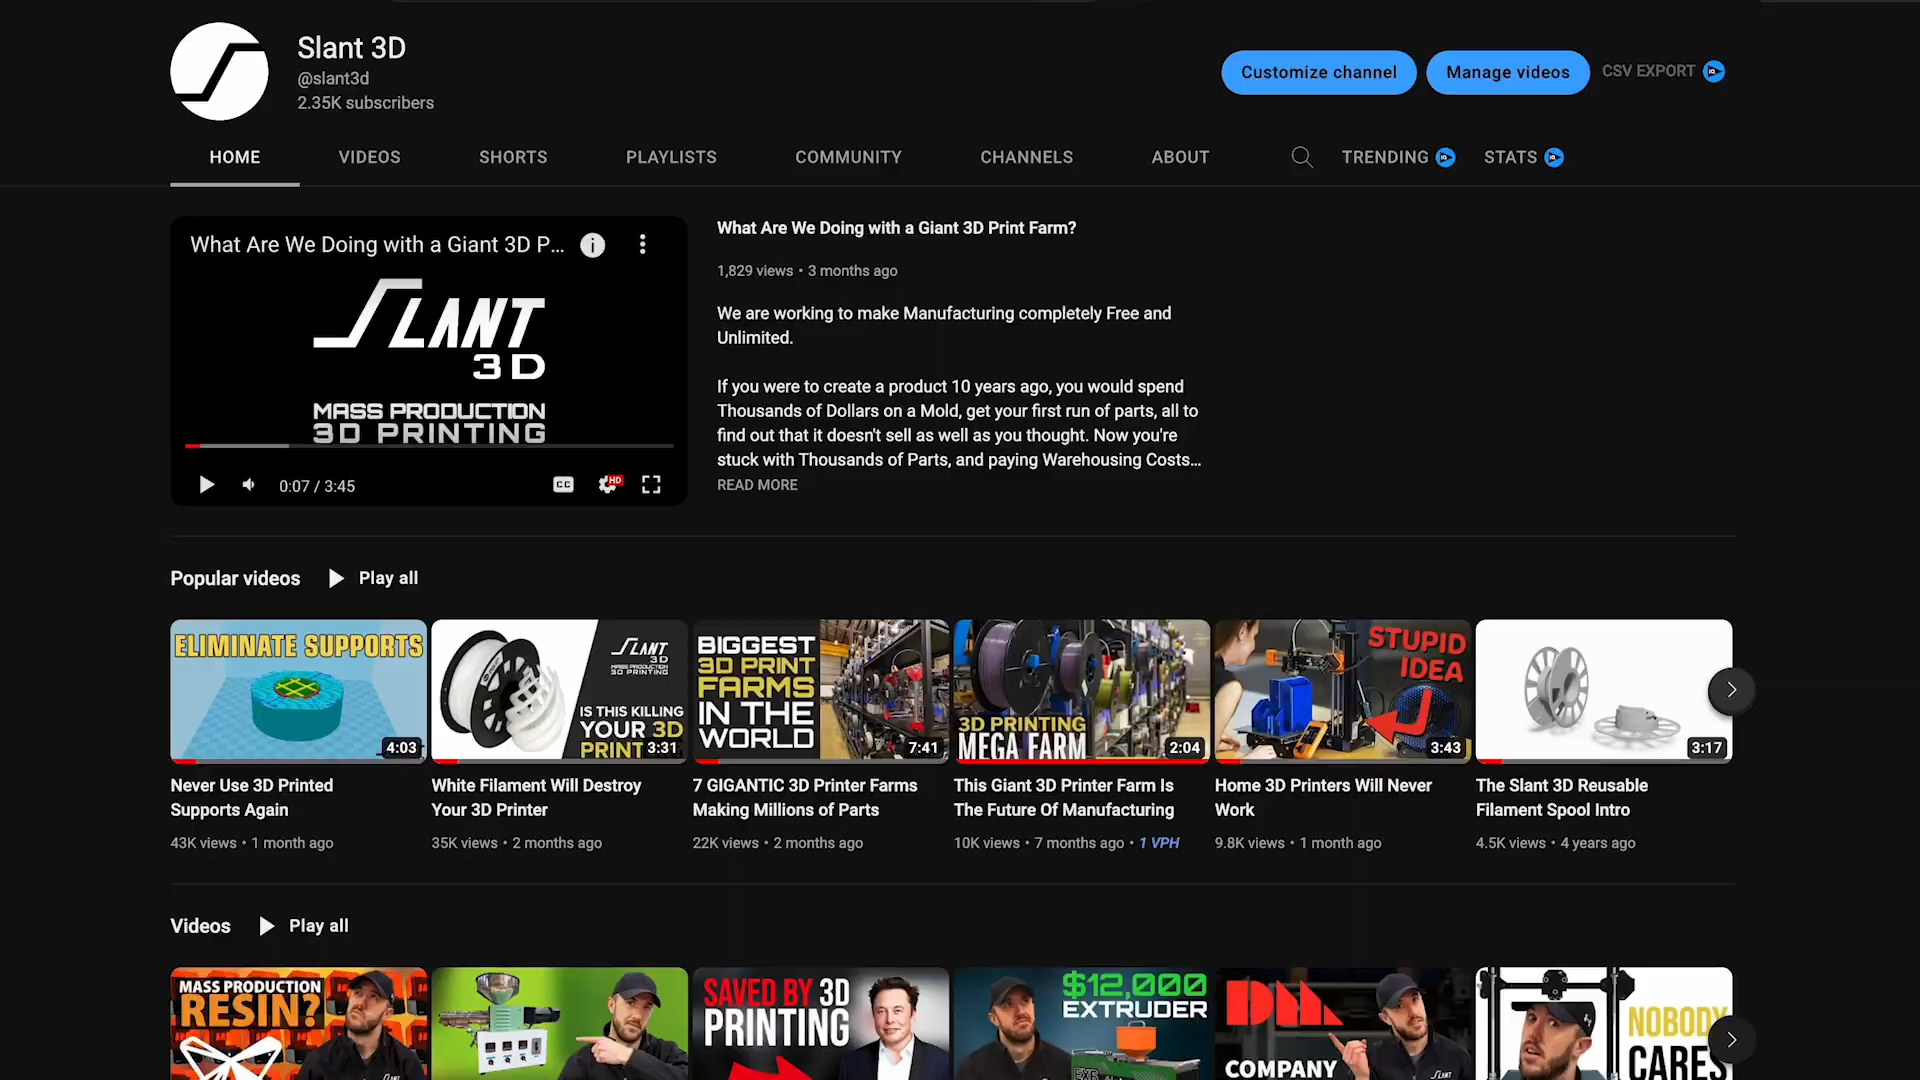 Slant 3D
@slant3d
2.35K subscribers
Customize channel
Manage videos
CSV EXPORT
HOME
VIDEOS
SHORTS
PLAYLISTS
COMMUNITY
CHANNELS
ABOUT
TRENDING
STATS
What Are We Doing with a Giant 3D P...
SLANT
3D
MASS PRODUCTION
3D PRINTING
0:07 / 3:45
CC
HD
What Are We Doing with a Giant 3D Print Farm?
1,829 views • 3 months ago
We are working to make Manufacturing completely Free and
Unlimited.
If you were to create a product 10 years ago, you would spend
Thousands of Dollars on a Mold, get your first run of parts, all to
find out that it doesn't sell as well as you thought. Now you're
stuck with Thousands of Parts, and paying Warehousing Costs...
READ MORE
Popular videos
Play all
ELIMINATE SUPPORTS
4:03
Never Use 3D Printed
Supports Again
43K views • 1 month ago
SLANT
3D
MASS PRODUCTION
3D PRINTING
IS THIS KILLING
YOUR 3D
PRINT
3:31
White Filament Will Destroy
Your 3D Printer
35K views • 2 months ago
BIGGEST
3D PRINT
FARMS
IN THE
WORLD
7:41
7 GIGANTIC 3D Printer Farms
Making Millions of Parts
22K views • 2 months ago
3D PRINTING
MEGA FARM
2:04
This Giant 3D Printer Farm Is
The Future Of Manufacturing
10K views • 7 months ago • 1 VPH
STUPID
IDEA
3:43
Home 3D Printers Will Never
Work
9.8K views • 1 month ago
3:17
The Slant 3D Reusable
Filament Spool Intro
4.5K views • 4 years ago
Videos
Play all
MASS PRODUCTION
RESIN?
SLANT
SAVED BY 3D
PRINTING
$12,000
EXTRUDER
COMPANY
SLANT
NOBODY
CARES